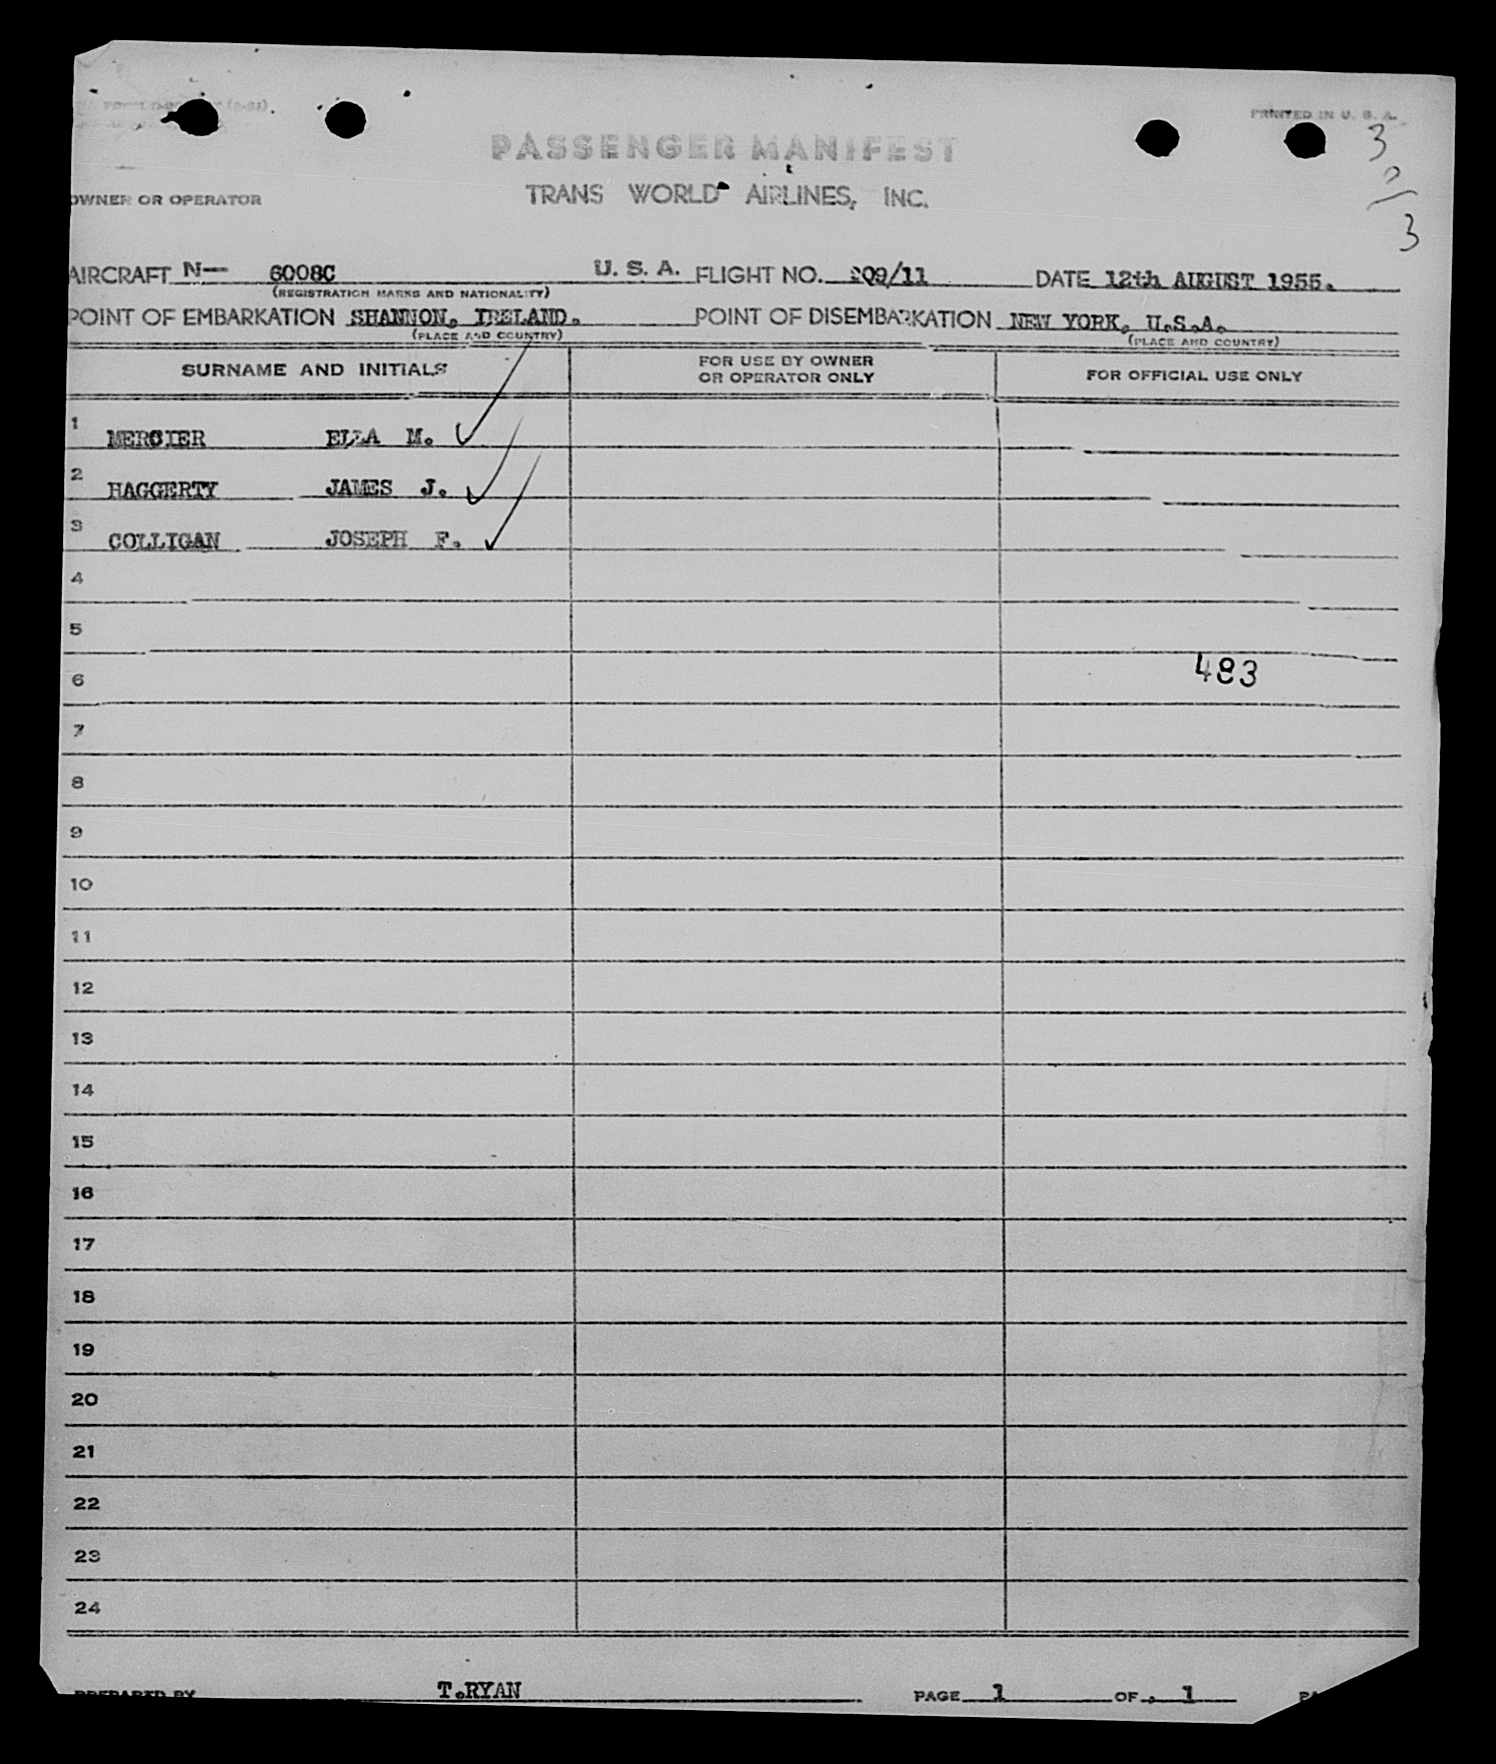 PRINTED IN U. S. A.
3
PASSENGER MANIFEST
0
OWNER OR OPERATOR TRANS WORLD AIRLINES, INC.
3
AIRCRAFT N— 6008C U. S. A. FLIGHT NO. 209/11 DATE 12th AUGUST 1955.
(REGISTRATION MARKS AND NATIONALITY)
POINT OF EMBARKATION SHANNON, IRELAND. POINT OF DISEMBARKATION NEW YORK, U.S.A.
(PLACE AND COUNTRY) (PLACE AND COUNTRY)
SURNAME AND INITIALS FOR USE BY OWNER OR OPERATOR ONLY FOR OFFICIAL USE ONLY
1 MERCIER ELLA M. ✓
2 HAGGERTY JAMES J. ✓
3 COLLIGAN JOSEPH F. ✓
4
5
6 483
7
8
9
10
11
12
13
14
15
16
17
18
19
20
21
22
23
24
PREPARED BY T.RYAN PAGE 1 OF 1